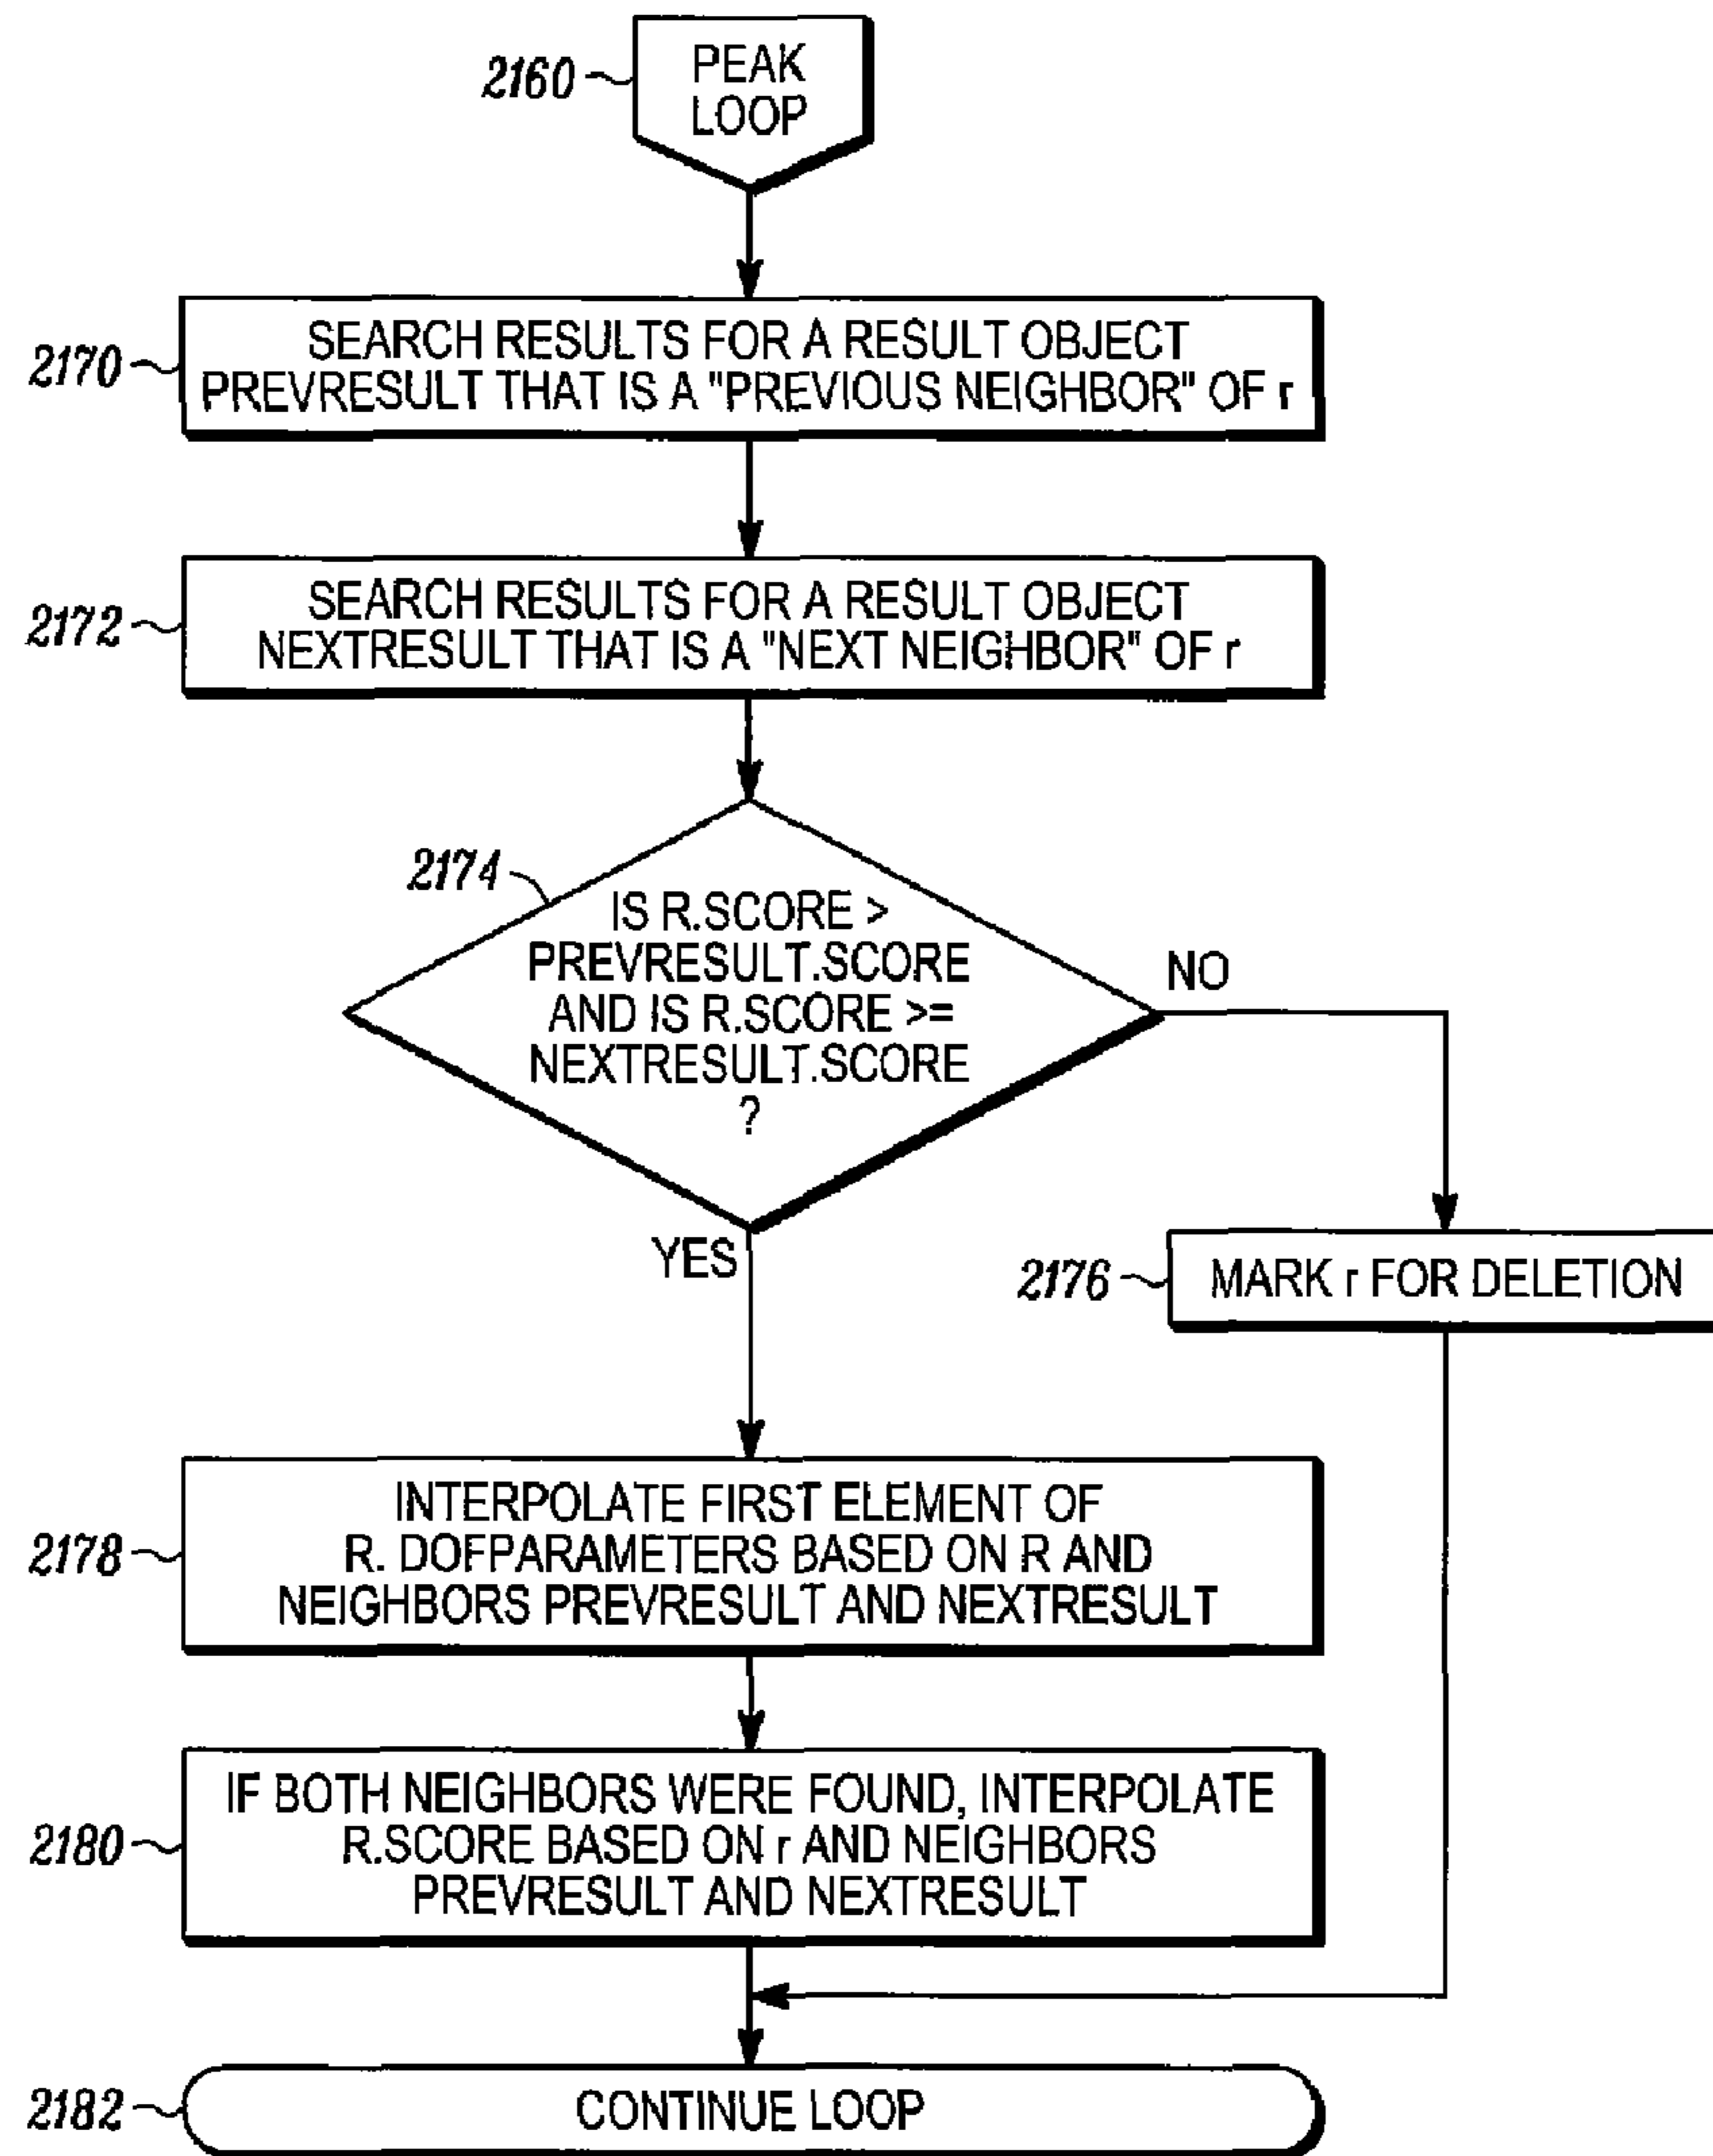 2160
PEAK
LOOP
2170
SEARCH RESULTS FOR A RESULT OBJECT
PREVRESULT THAT IS A "PREVIOUS NEIGHBOR" OF r
2172
SEARCH RESULTS FOR A RESULT OBJECT
NEXTRESULT THAT IS A "NEXT NEIGHBOR" OF r
2174
IS R.SCORE >
PREVRESULT.SCORE
AND IS R.SCORE >=
NEXTRESULT.SCORE
?
NO
YES
2176
MARK r FOR DELETION
2178
INTERPOLATE FIRST ELEMENT OF
R. DOFPARAMETERS BASED ON R AND
NEIGHBORS PREVRESULT AND NEXTRESULT
2180
IF BOTH NEIGHBORS WERE FOUND, INTERPOLATE
R.SCORE BASED ON r AND NEIGHBORS
PREVRESULT AND NEXTRESULT
2182
CONTINUE LOOP